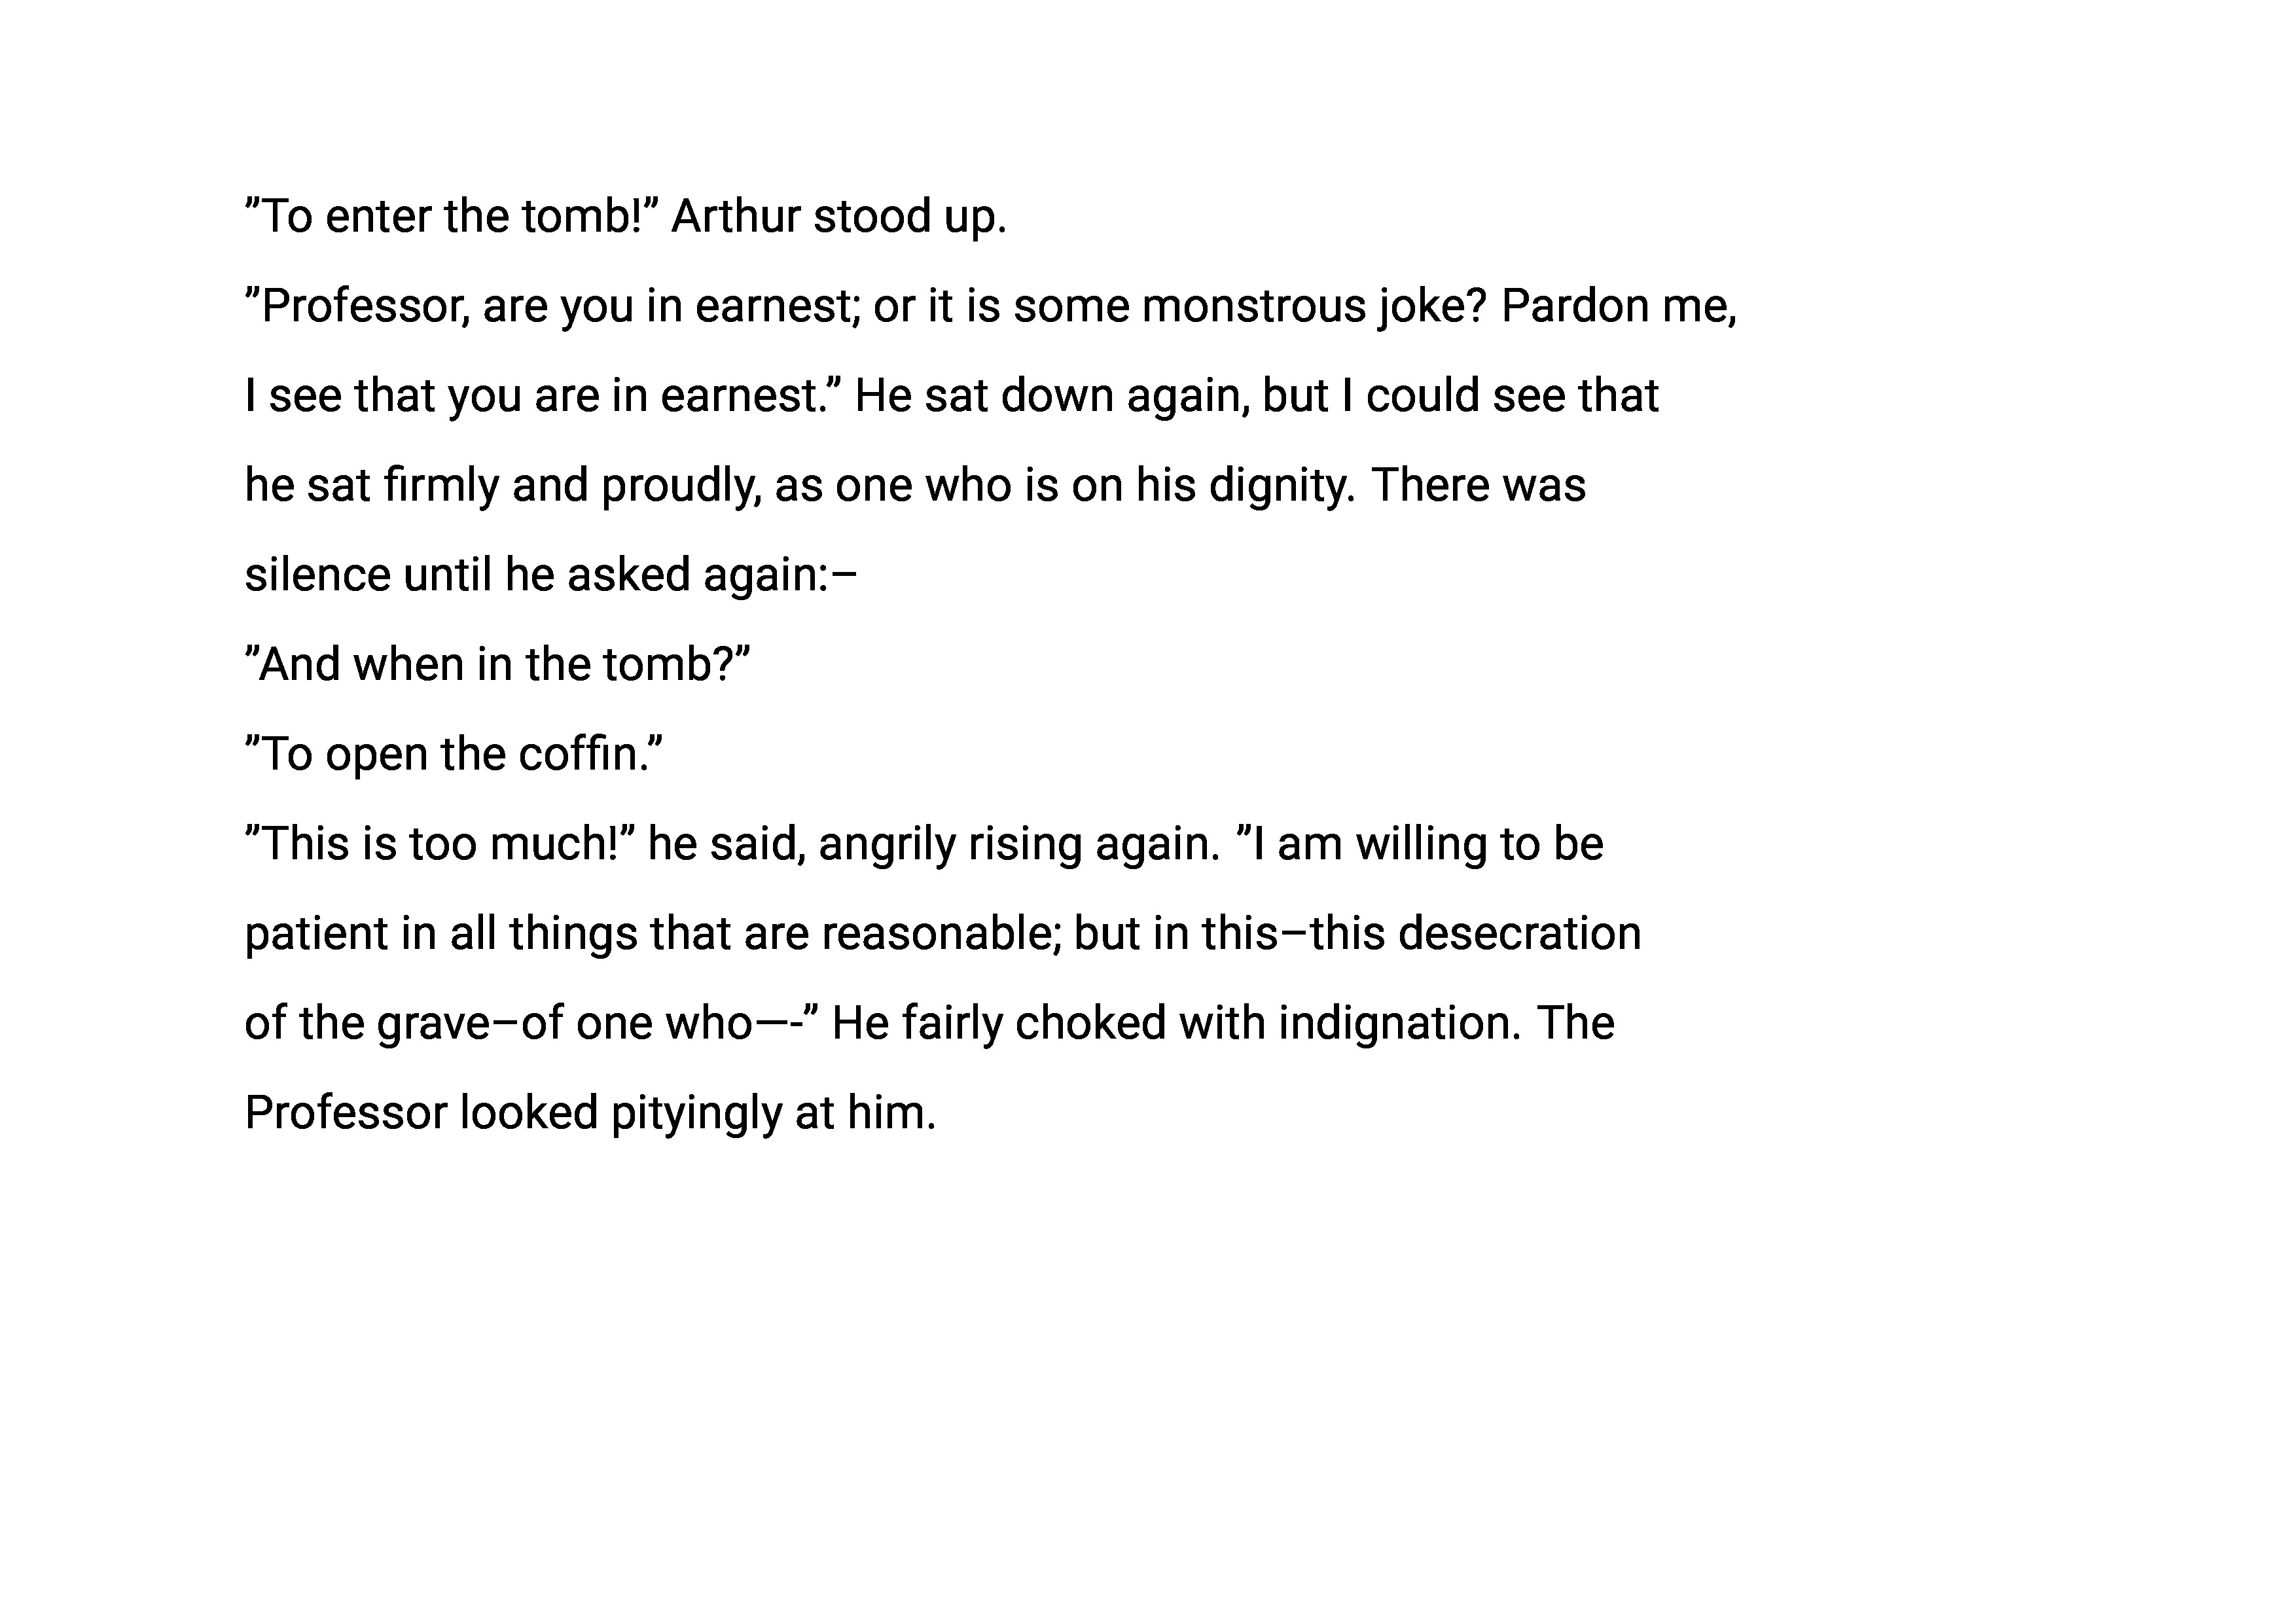 ”To enter the tomb!” Arthur stood up.
”Professor, are you in earnest; or it is some monstrous joke? Pardon me,
I see that you are in earnest.” He sat down again, but I could see that
he sat firmly and proudly, as one who is on his dignity. There was
silence until he asked again:–
”And when in the tomb?”
”To open the coffin.”
”This is too much!” he said, angrily rising again. ”I am willing to be
patient in all things that are reasonable; but in this–this desecration
of the grave–of one who—-” He fairly choked with indignation. The
Professor looked pityingly at him.